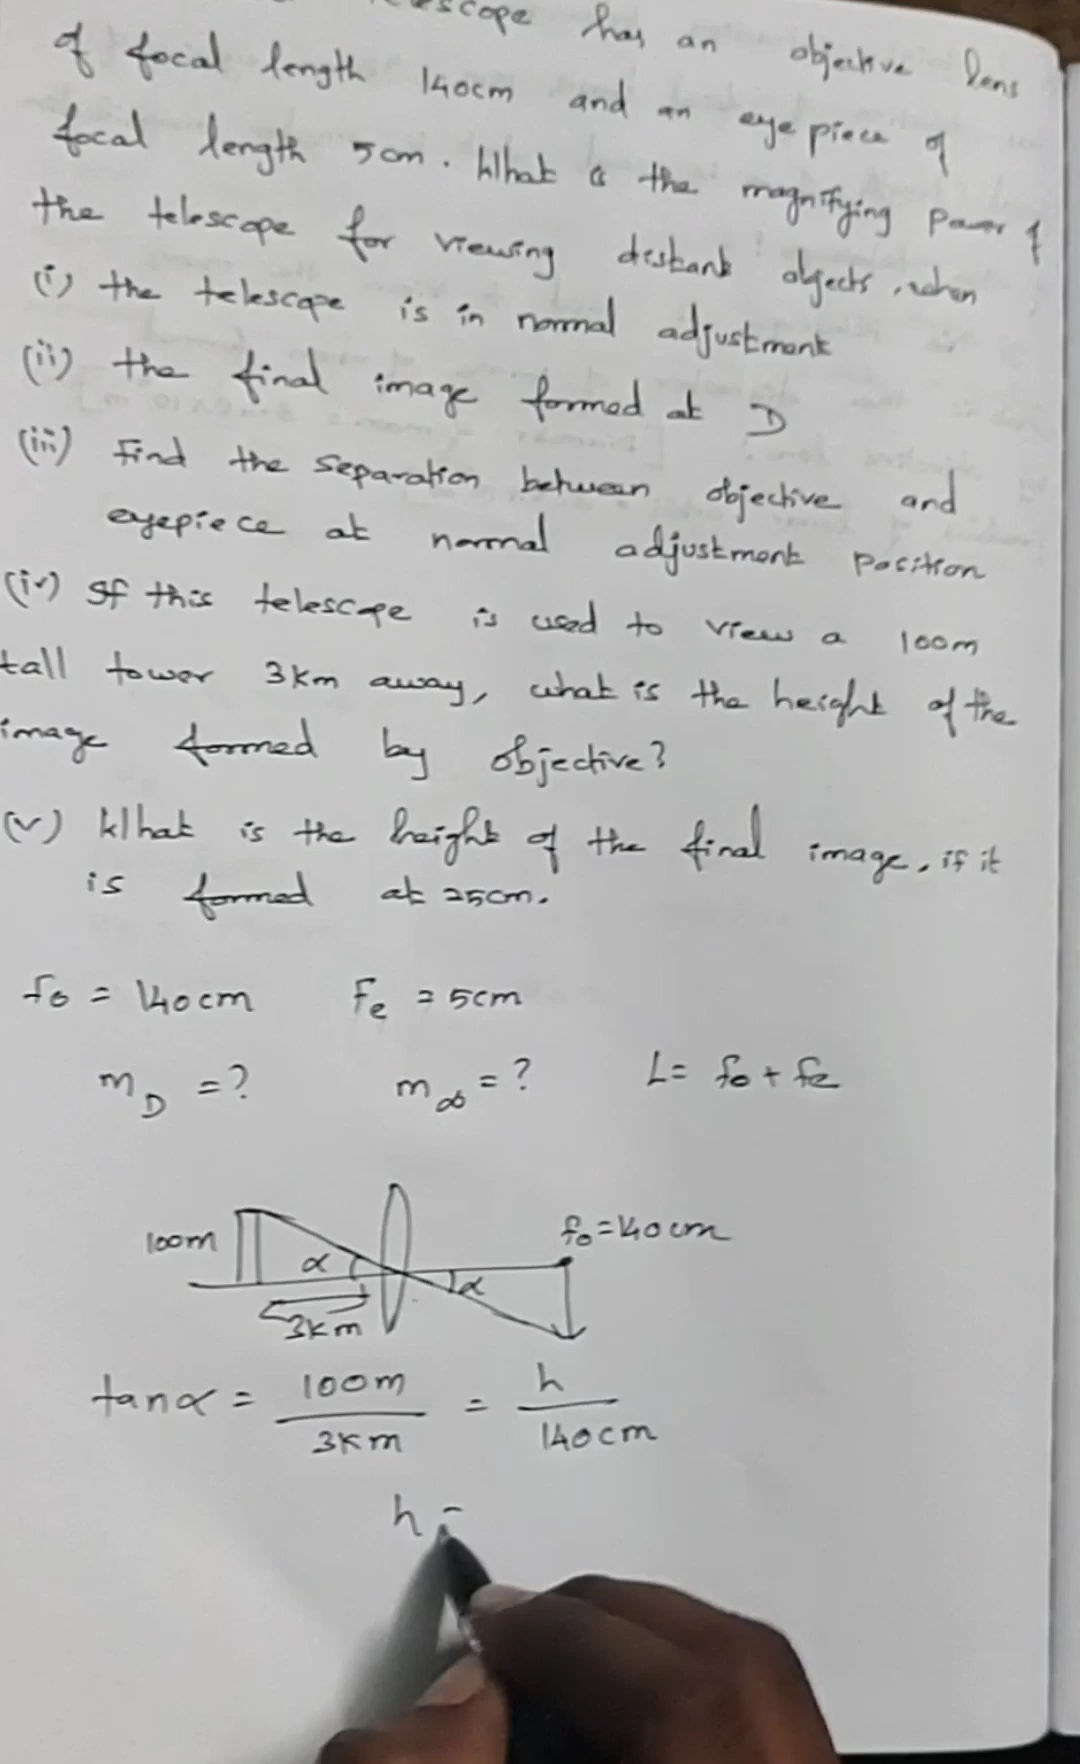 has an objective lens
of focal length 140cm and an eye piece of
focal length 5cm. What is the magnifying power of
the telescope for viewing distant objects, when
(i) the telescope is in normal adjustment
(ii) the final image formed at D
(iii) Find the separation between objective and
eyepiece at normal adjustment position
(iv) If this telescope is used to view a 100m
tall tower 3km away, what is the height of the
image formed by objective?
(v) What is the height of the final image, if it
is formed at 25cm.
fo = 140cm Fe = 5cm
mD = ? m∞ = ? L = fo + fe
100m α 3km α fo = 140cm
tanα = 100m / 3km = h / 140cm
h =